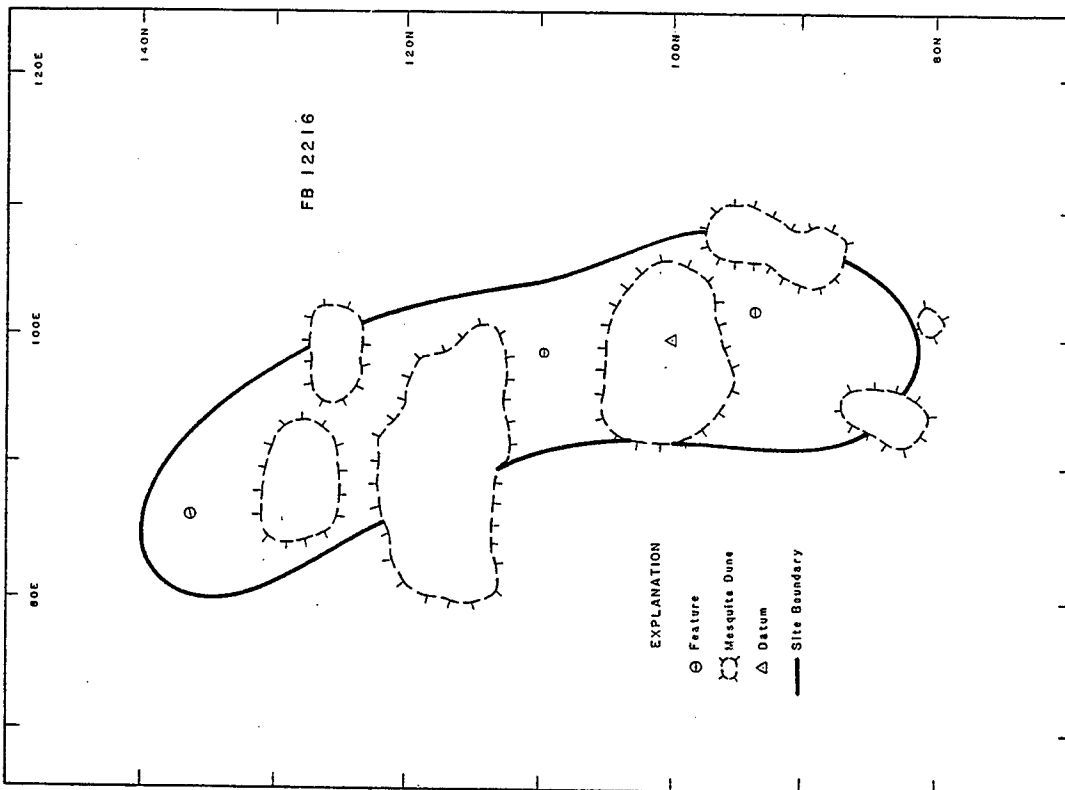 120E
100E
80E
140N
120N
100N
80N
FB 12216
EXPLANATION
Feature
Mesquite Dune
Datum
Site Boundary